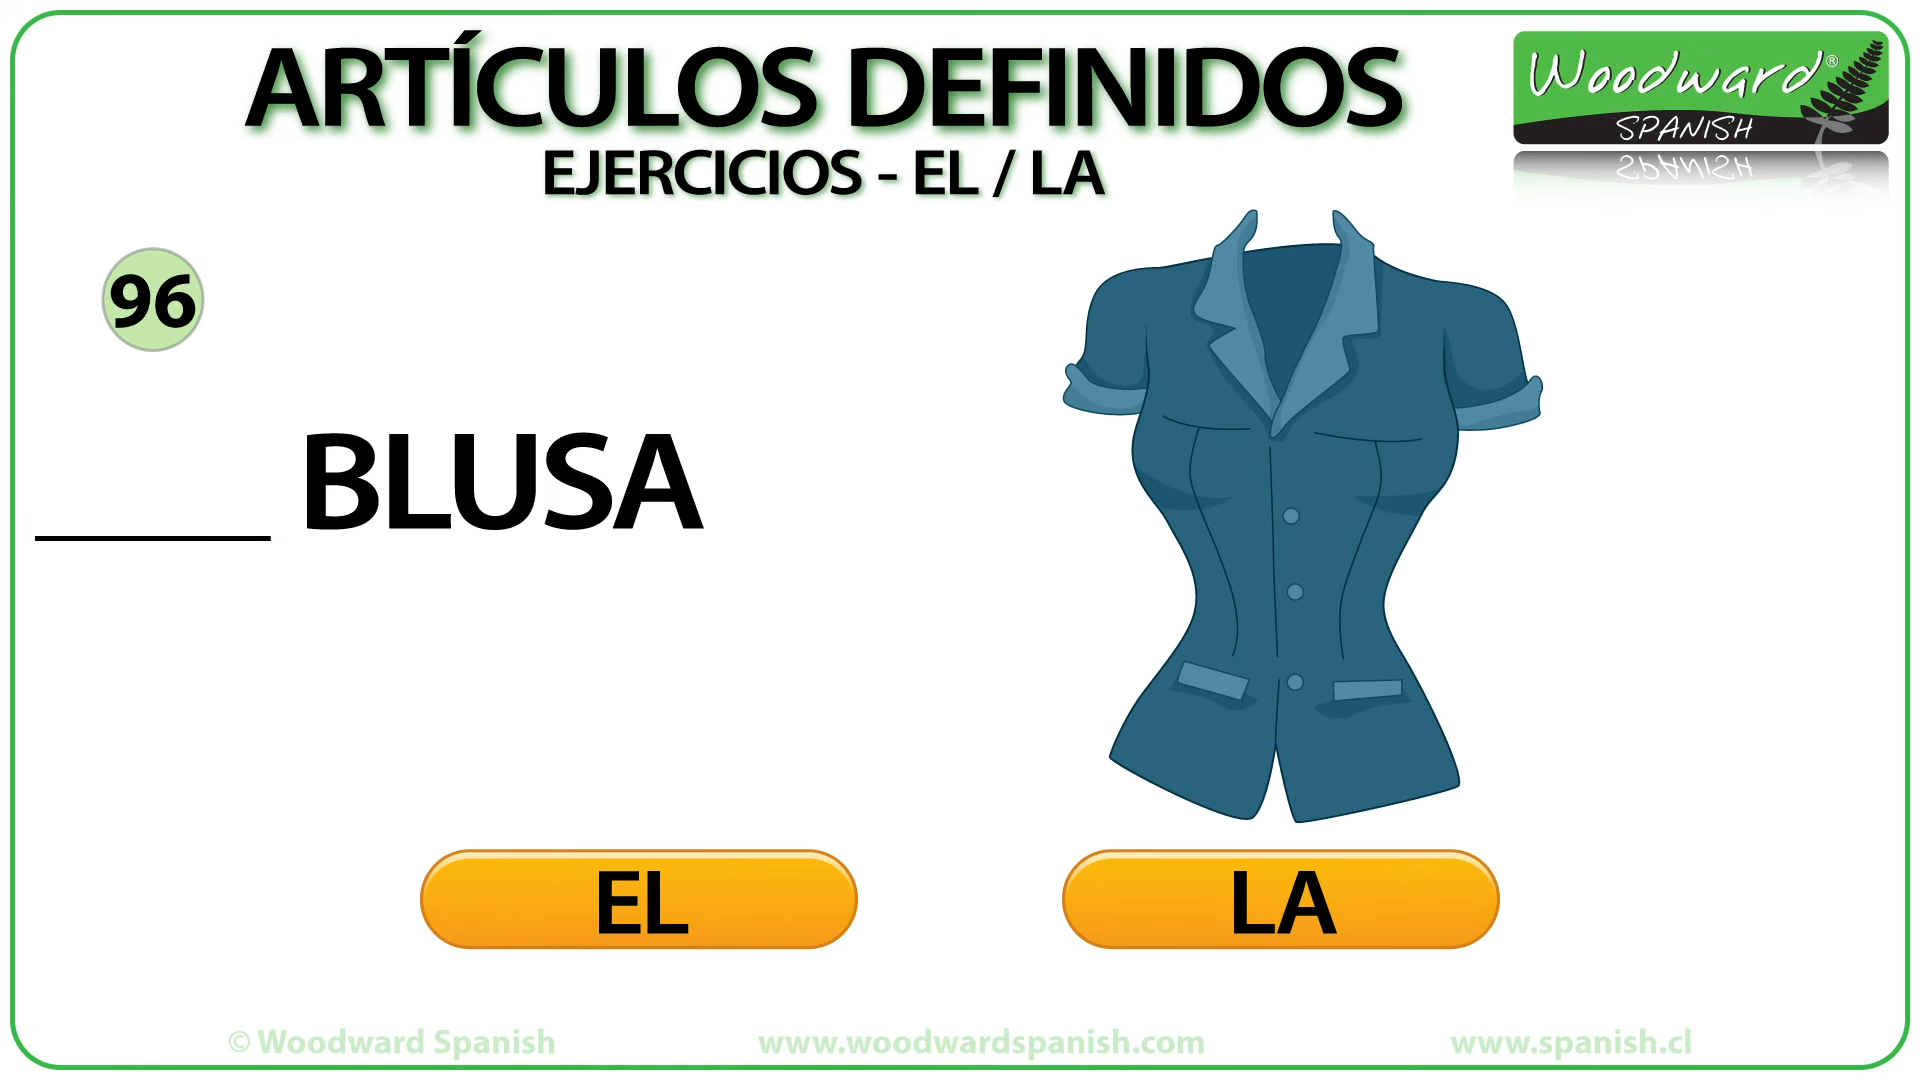 ARTÍCULOS DEFINIDOS
EJERCICIOS - EL / LA
Woodward®
SPANISH
96
_____ BLUSA
EL
LA
© Woodward Spanish
www.woodwardspanish.com
www.spanish.cl